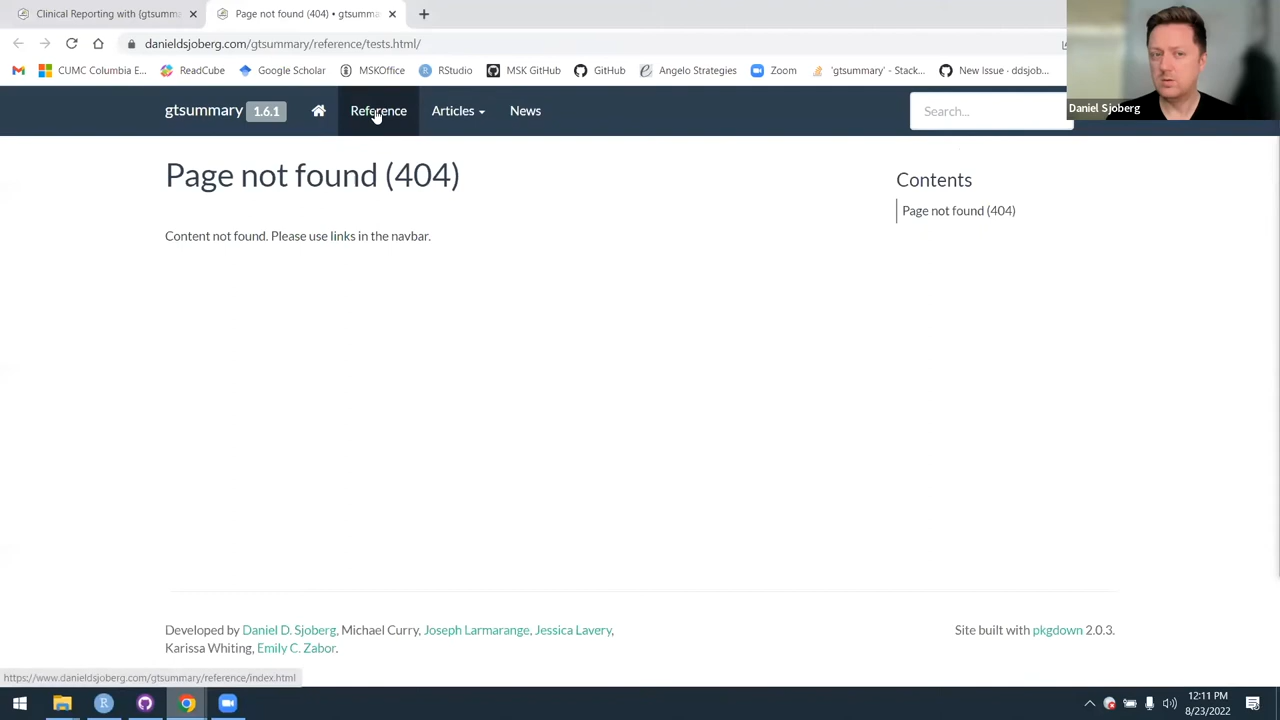 Clinical Reporting with {gtsumma
Page not found (404) • gtsumma
danieldsjoberg.com/gtsummary/reference/tests.html/
CUMC Columbia E...
ReadCube
Google Scholar
MSKOffice
RStudio
MSK GitHub
GitHub
Angelo Strategies
Zoom
'gtsummary' - Stack...
New Issue · ddsjob...
Daniel Sjoberg
gtsummary 1.6.1
Reference
Articles
News
Search...
Page not found (404)
Content not found. Please use links in the navbar.
Contents
Page not found (404)
Developed by Daniel D. Sjoberg, Michael Curry, Joseph Larmarange, Jessica Lavery,
Karissa Whiting, Emily C. Zabor.
Site built with pkgdown 2.0.3.
https://www.danieldsjoberg.com/gtsummary/reference/index.html
12:11 PM
8/23/2022